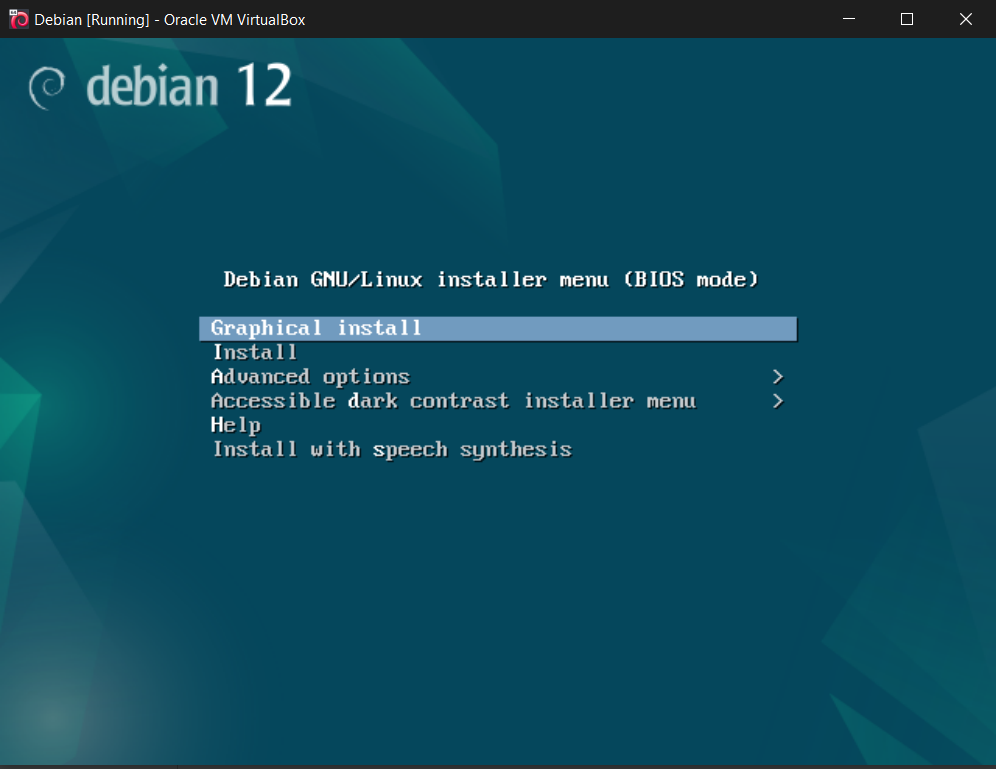 Debian [Running] - Oracle VM VirtualBox
debian 12
Debian GNU/Linux installer menu (BIOS mode)
Graphical install
Install
Advanced options >
Accessible dark contrast installer menu >
Help
Install with speech synthesis